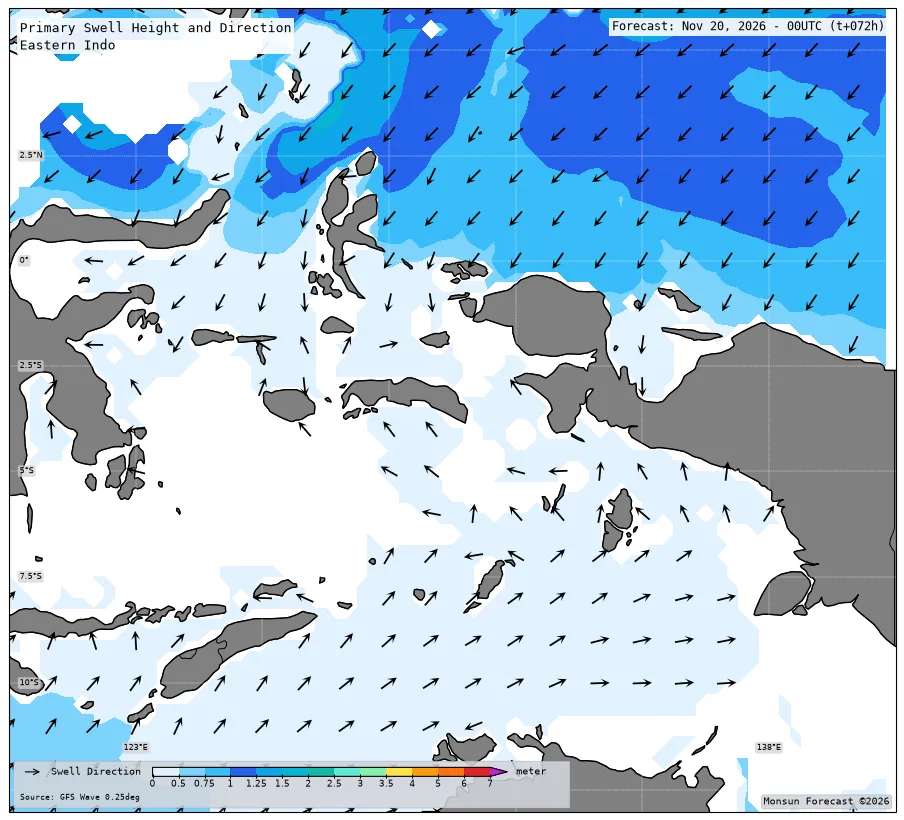 Primary Swell Height and Direction
Eastern Indo
Forecast: Nov 20, 2026 - 00UTC (t+072h)
2.5°N
0°
2.5°S
5°S
7.5°S
10°S
123°E
138°E
Swell Direction
0 0.5 0.75 1 1.25 1.5 2 2.5 3 3.5 4 5 6 7
meter
Source: GFS Wave 0.25deg
Monsun Forecast ©2026